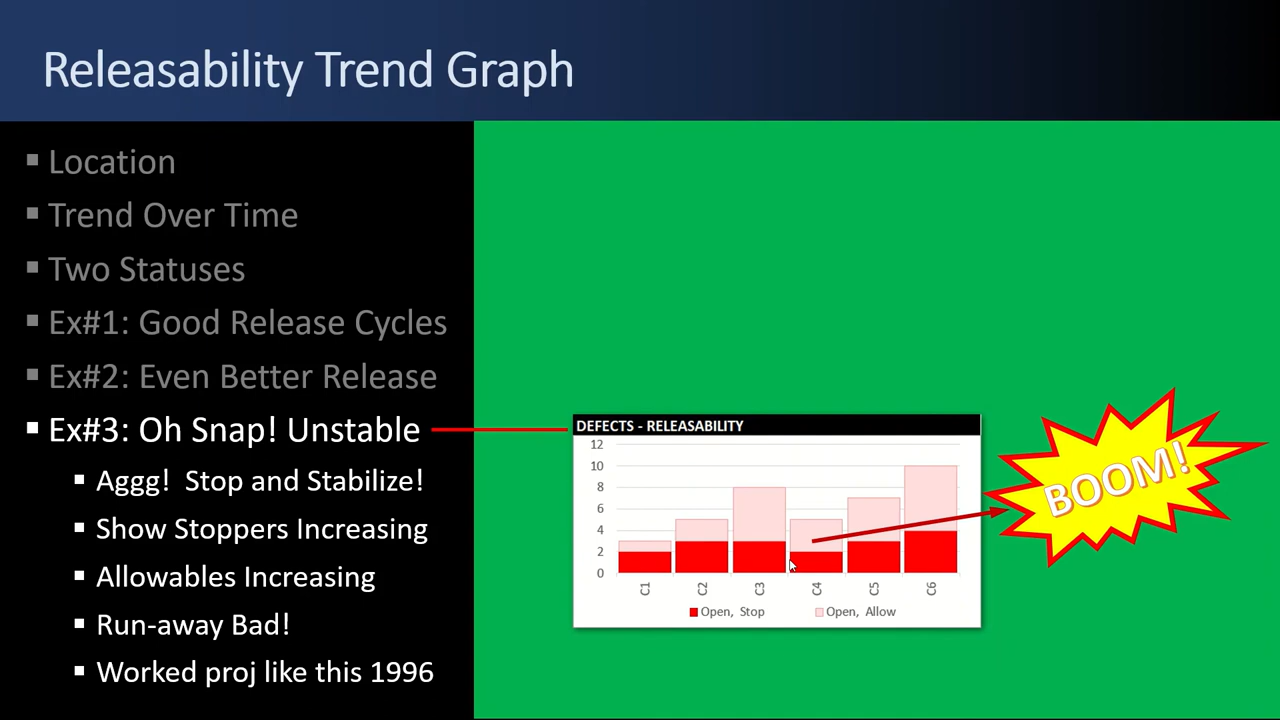 Releasability Trend Graph
Location
Trend Over Time
Two Statuses
Ex#1: Good Release Cycles
Ex#2: Even Better Release
Ex#3: Oh Snap! Unstable
Aggg! Stop and Stabilize!
Show Stoppers Increasing
Allowables Increasing
Run-away Bad!
Worked proj like this 1996
DEFECTS - RELEASABILITY
12
10
8
6
4
2
0
C1 C2 C3 C4 C5 C6
Open, Stop Open, Allow
BOOM!